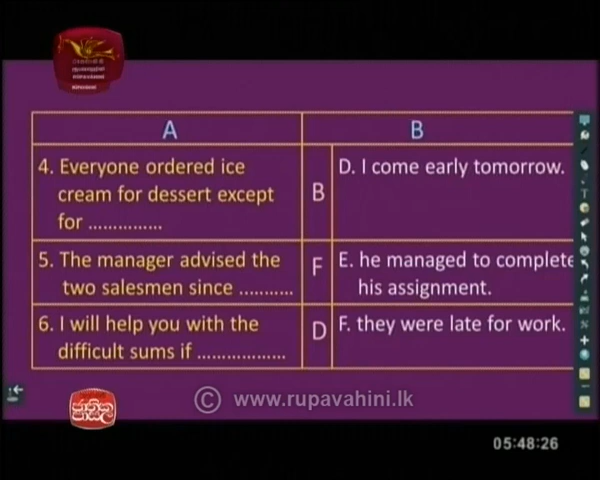 A
B
4. Everyone ordered ice
cream for dessert except
for ...............
B
D. I come early tomorrow.
5. The manager advised the
two salesmen since ...........
F
E. he managed to complete
his assignment.
6. I will help you with the
difficult sums if ...................
D
F. they were late for work.
© www.rupavahini.lk
05:48:26